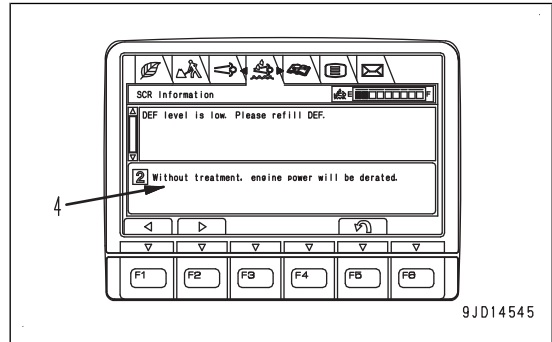 SCR Information
E F
DEF level is low. Please refill DEF.
2 Without treatment, engine power will be derated.
4
F1 F2 F3 F4 F5 F6
9JD14545